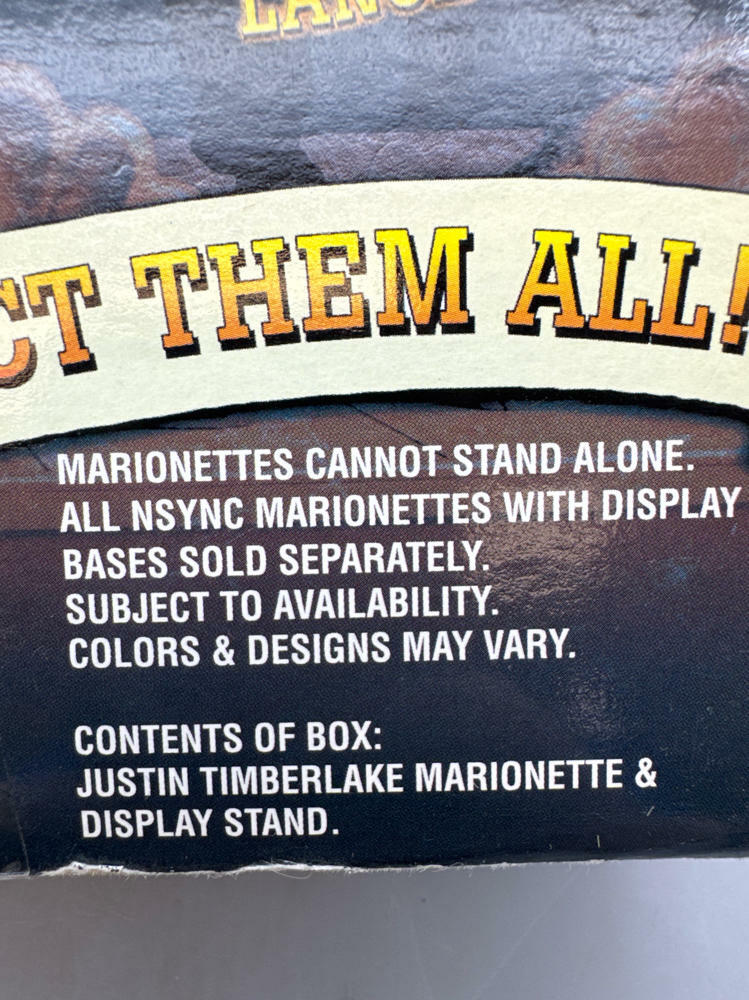 CT THEM ALL!
MARIONETTES CANNOT STAND ALONE.
ALL NSYNC MARIONETTES WITH DISPLAY
BASES SOLD SEPARATELY.
SUBJECT TO AVAILABILITY.
COLORS & DESIGNS MAY VARY.
CONTENTS OF BOX:
JUSTIN TIMBERLAKE MARIONETTE &
DISPLAY STAND.